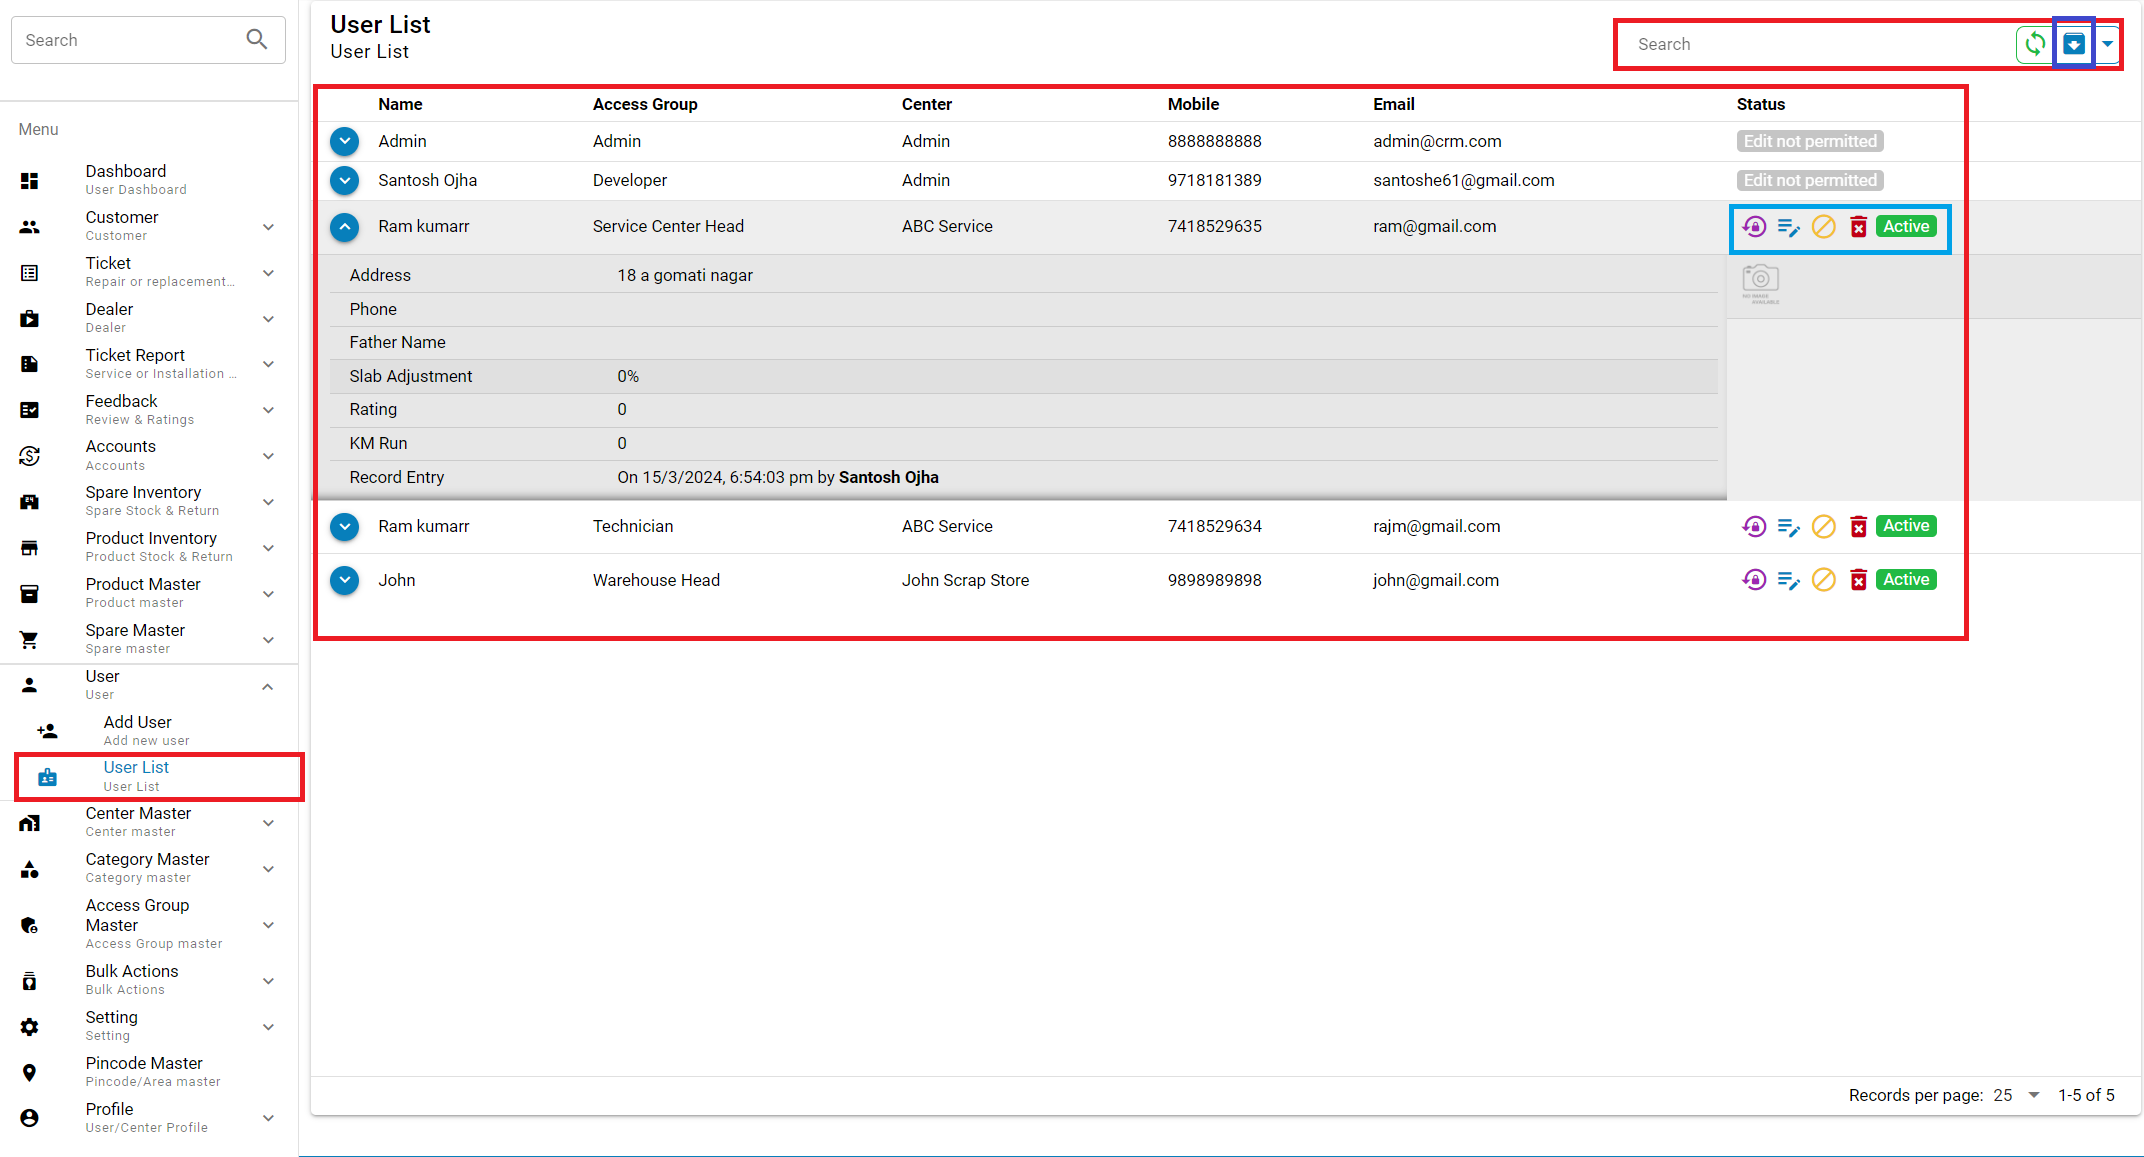 Search
Menu
Dashboard
User Dashboard
Customer
Customer
Ticket
Repair or replacement...
Dealer
Dealer
Ticket Report
Service or Installation ...
Feedback
Review & Ratings
Accounts
Accounts
Spare Inventory
Spare Stock & Return
Product Inventory
Product Stock & Return
Product Master
Product master
Spare Master
Spare master
User
User
Add User
Add new user
User List
User List
Center Master
Center master
Category Master
Category master
Access Group
Master
Access Group master
Bulk Actions
Bulk Actions
Setting
Setting
Pincode Master
Pincode/Area master
Profile
User/Center Profile
User List
User List
Search
Name Access Group Center Mobile Email Status
Admin Admin Admin 8888888888 admin@crm.com Edit not permitted
Santosh Ojha Developer Admin 9718181389 santoshe61@gmail.com Edit not permitted
Ram kumarr Service Center Head ABC Service 7418529635 ram@gmail.com Active
Address 18 a gomati nagar
NO IMAGE
AVAILABLE
Phone
Father Name
Slab Adjustment 0%
Rating 0
KM Run 0
Record Entry On 15/3/2024, 6:54:03 pm by Santosh Ojha
Ram kumarr Technician ABC Service 7418529634 rajm@gmail.com Active
John Warehouse Head John Scrap Store 9898989898 john@gmail.com Active
Records per page: 25 1-5 of 5